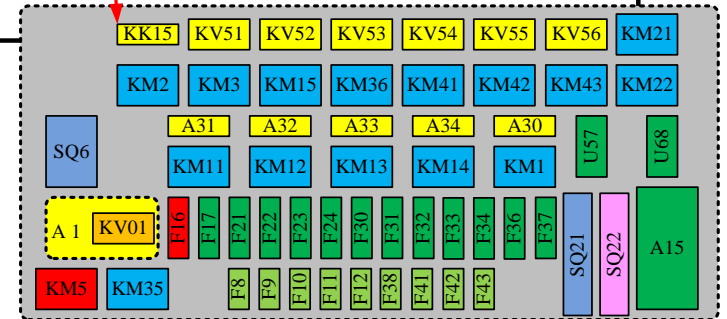 KK15 KV51 KV52 KV53 KV54 KV55 KV56 KM21
KM2 KM3 KM15 KM36 KM41 KM42 KM43 KM22
SQ6 A31 A32 A33 A34 A30 U57 U68
KM11 KM12 KM13 KM14 KM1
A 1 KV01 F16 F17 F21 F22 F23 F24 F30 F31 F32 F33 F34 F36 F37 SQ21 SQ22 A15
KM5 KM35 F8 F9 F10 F11 F12 F38 F41 F42 F43